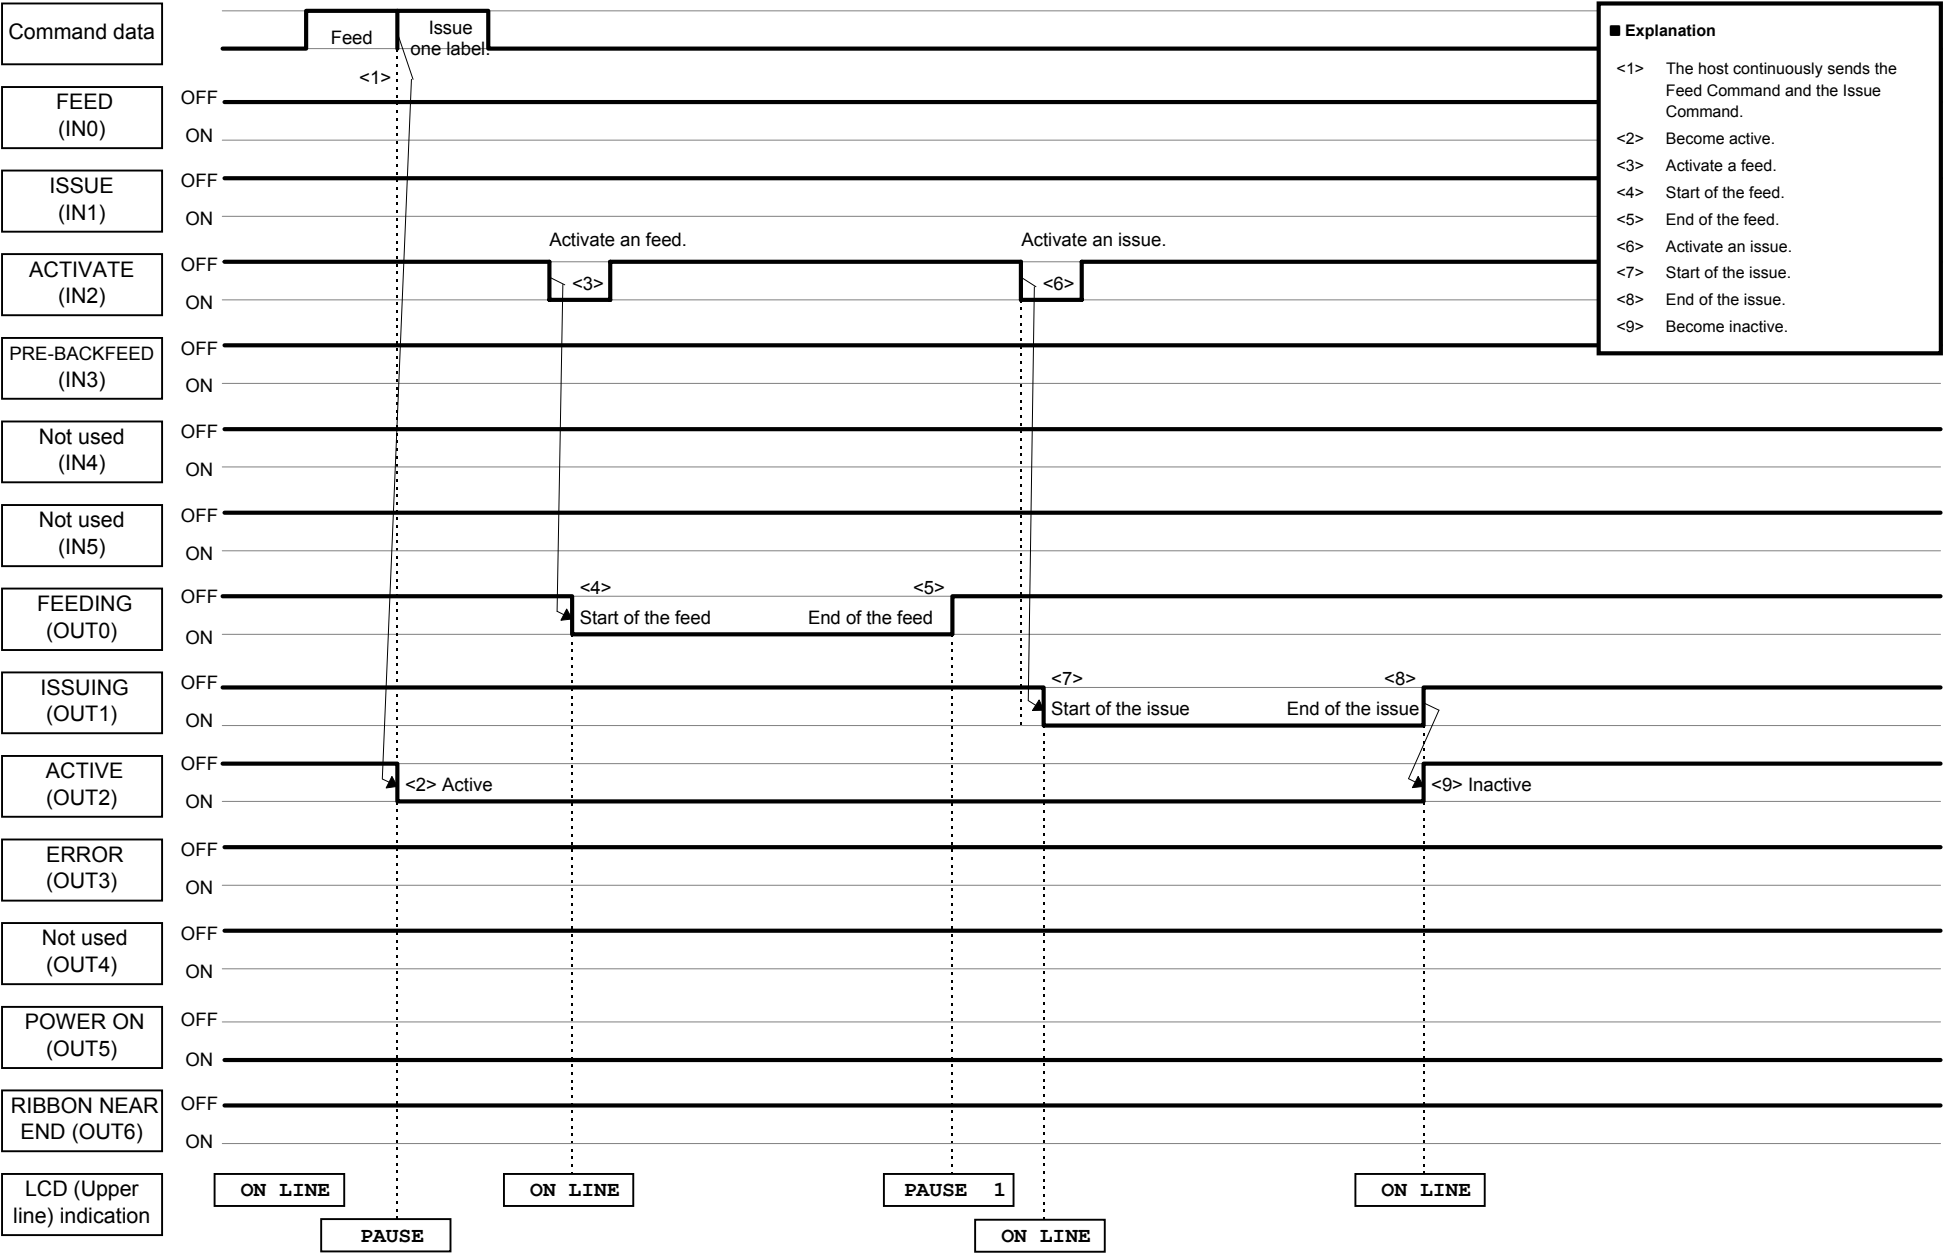 Command data
Feed
Issue
one label.
<1>
FEED
(IN0)
OFF
ON
ISSUE
(IN1)
OFF
ON
Activate an feed.
Activate an issue.
ACTIVATE
(IN2)
OFF
ON
<3>
<6>
PRE-BACKFEED
(IN3)
OFF
ON
Not used
(IN4)
OFF
ON
Not used
(IN5)
OFF
ON
FEEDING
(OUT0)
OFF
ON
<4>
<5>
Start of the feed
End of the feed
ISSUING
(OUT1)
OFF
ON
<7>
<8>
Start of the issue
End of the issue
ACTIVE
(OUT2)
OFF
ON
<2> Active
<9> Inactive
ERROR
(OUT3)
OFF
ON
Not used
(OUT4)
OFF
ON
POWER ON
(OUT5)
OFF
ON
RIBBON NEAR
END (OUT6)
OFF
ON
LCD (Upper
line) indication
ON LINE
PAUSE
ON LINE
PAUSE 1
ON LINE
ON LINE
■ Explanation
<1> The host continuously sends the
Feed Command and the Issue
Command.
<2> Become active.
<3> Activate a feed.
<4> Start of the feed.
<5> End of the feed.
<6> Activate an issue.
<7> Start of the issue.
<8> End of the issue.
<9> Become inactive.